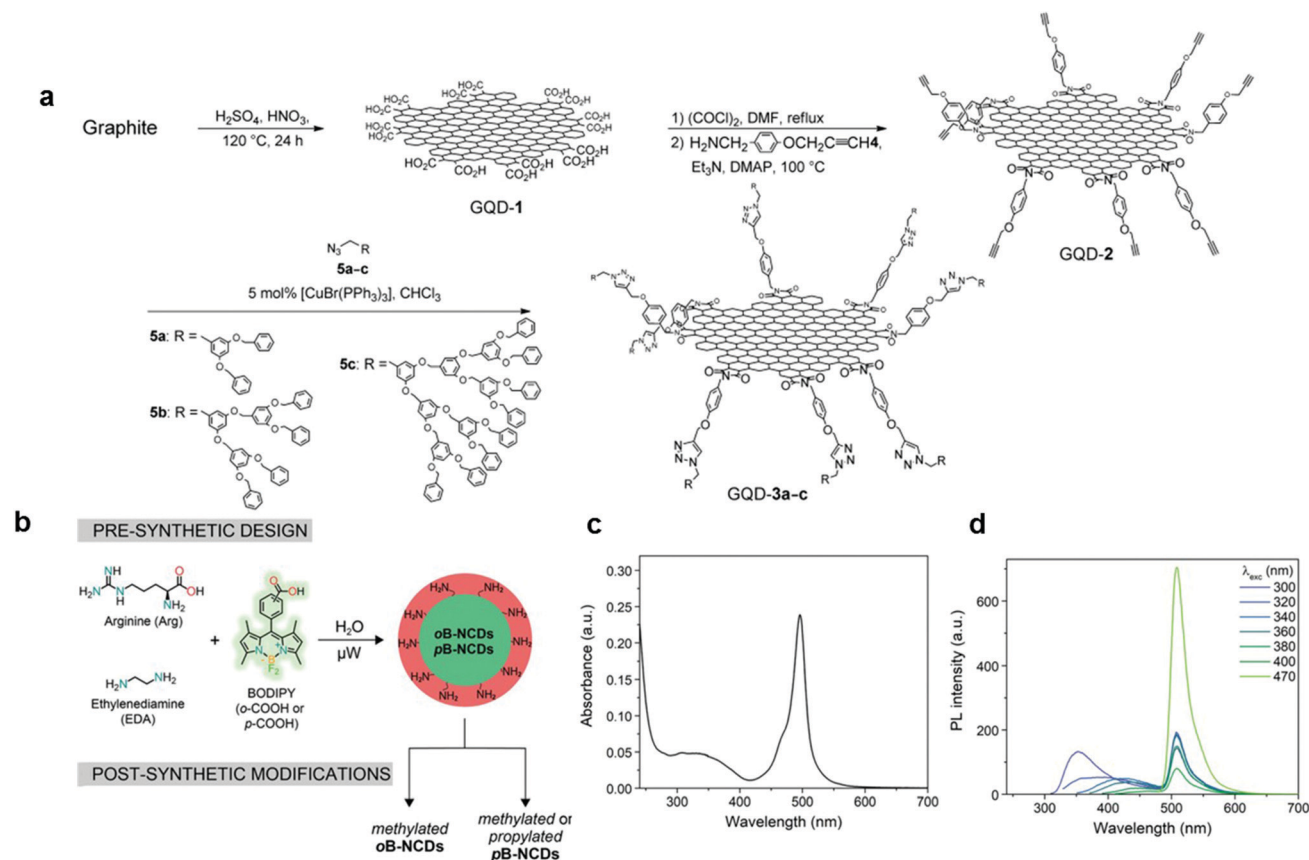 a
Graphite
H₂SO₄, HNO₃,
120 °C, 24 h
HO₂C CO₂H
GQD-1
1) (COCl)₂, DMF, reflux
2) H₂NCH₂ OCH₂C≡CH4,
Et₃N, DMAP, 100 °C
GQD-2
N₃ R
5a–c
5 mol% [CuBr(PPh₃)₃], CHCl₃
5a: R =
5b: R =
5c: R =
GQD-3a–c
b
PRE-SYNTHETIC DESIGN
Arginine (Arg)
+
Ethylenediamine
(EDA)
BODIPY
(o-COOH or
p-COOH)
H₂O
µW
oB-NCDs
pB-NCDs
POST-SYNTHETIC MODIFICATIONS
methylated
oB-NCDs
methylated or
propylated
pB-NCDs
c
Absorbance (a.u.)
0.30
0.25
0.20
0.15
0.10
0.05
0.00
300 400 500 600 700
Wavelength (nm)
d
PL intensity (a.u.)
600
400
200
0
300 400 500 600 700
Wavelength (nm)
λexc (nm)
300
320
340
360
380
400
470